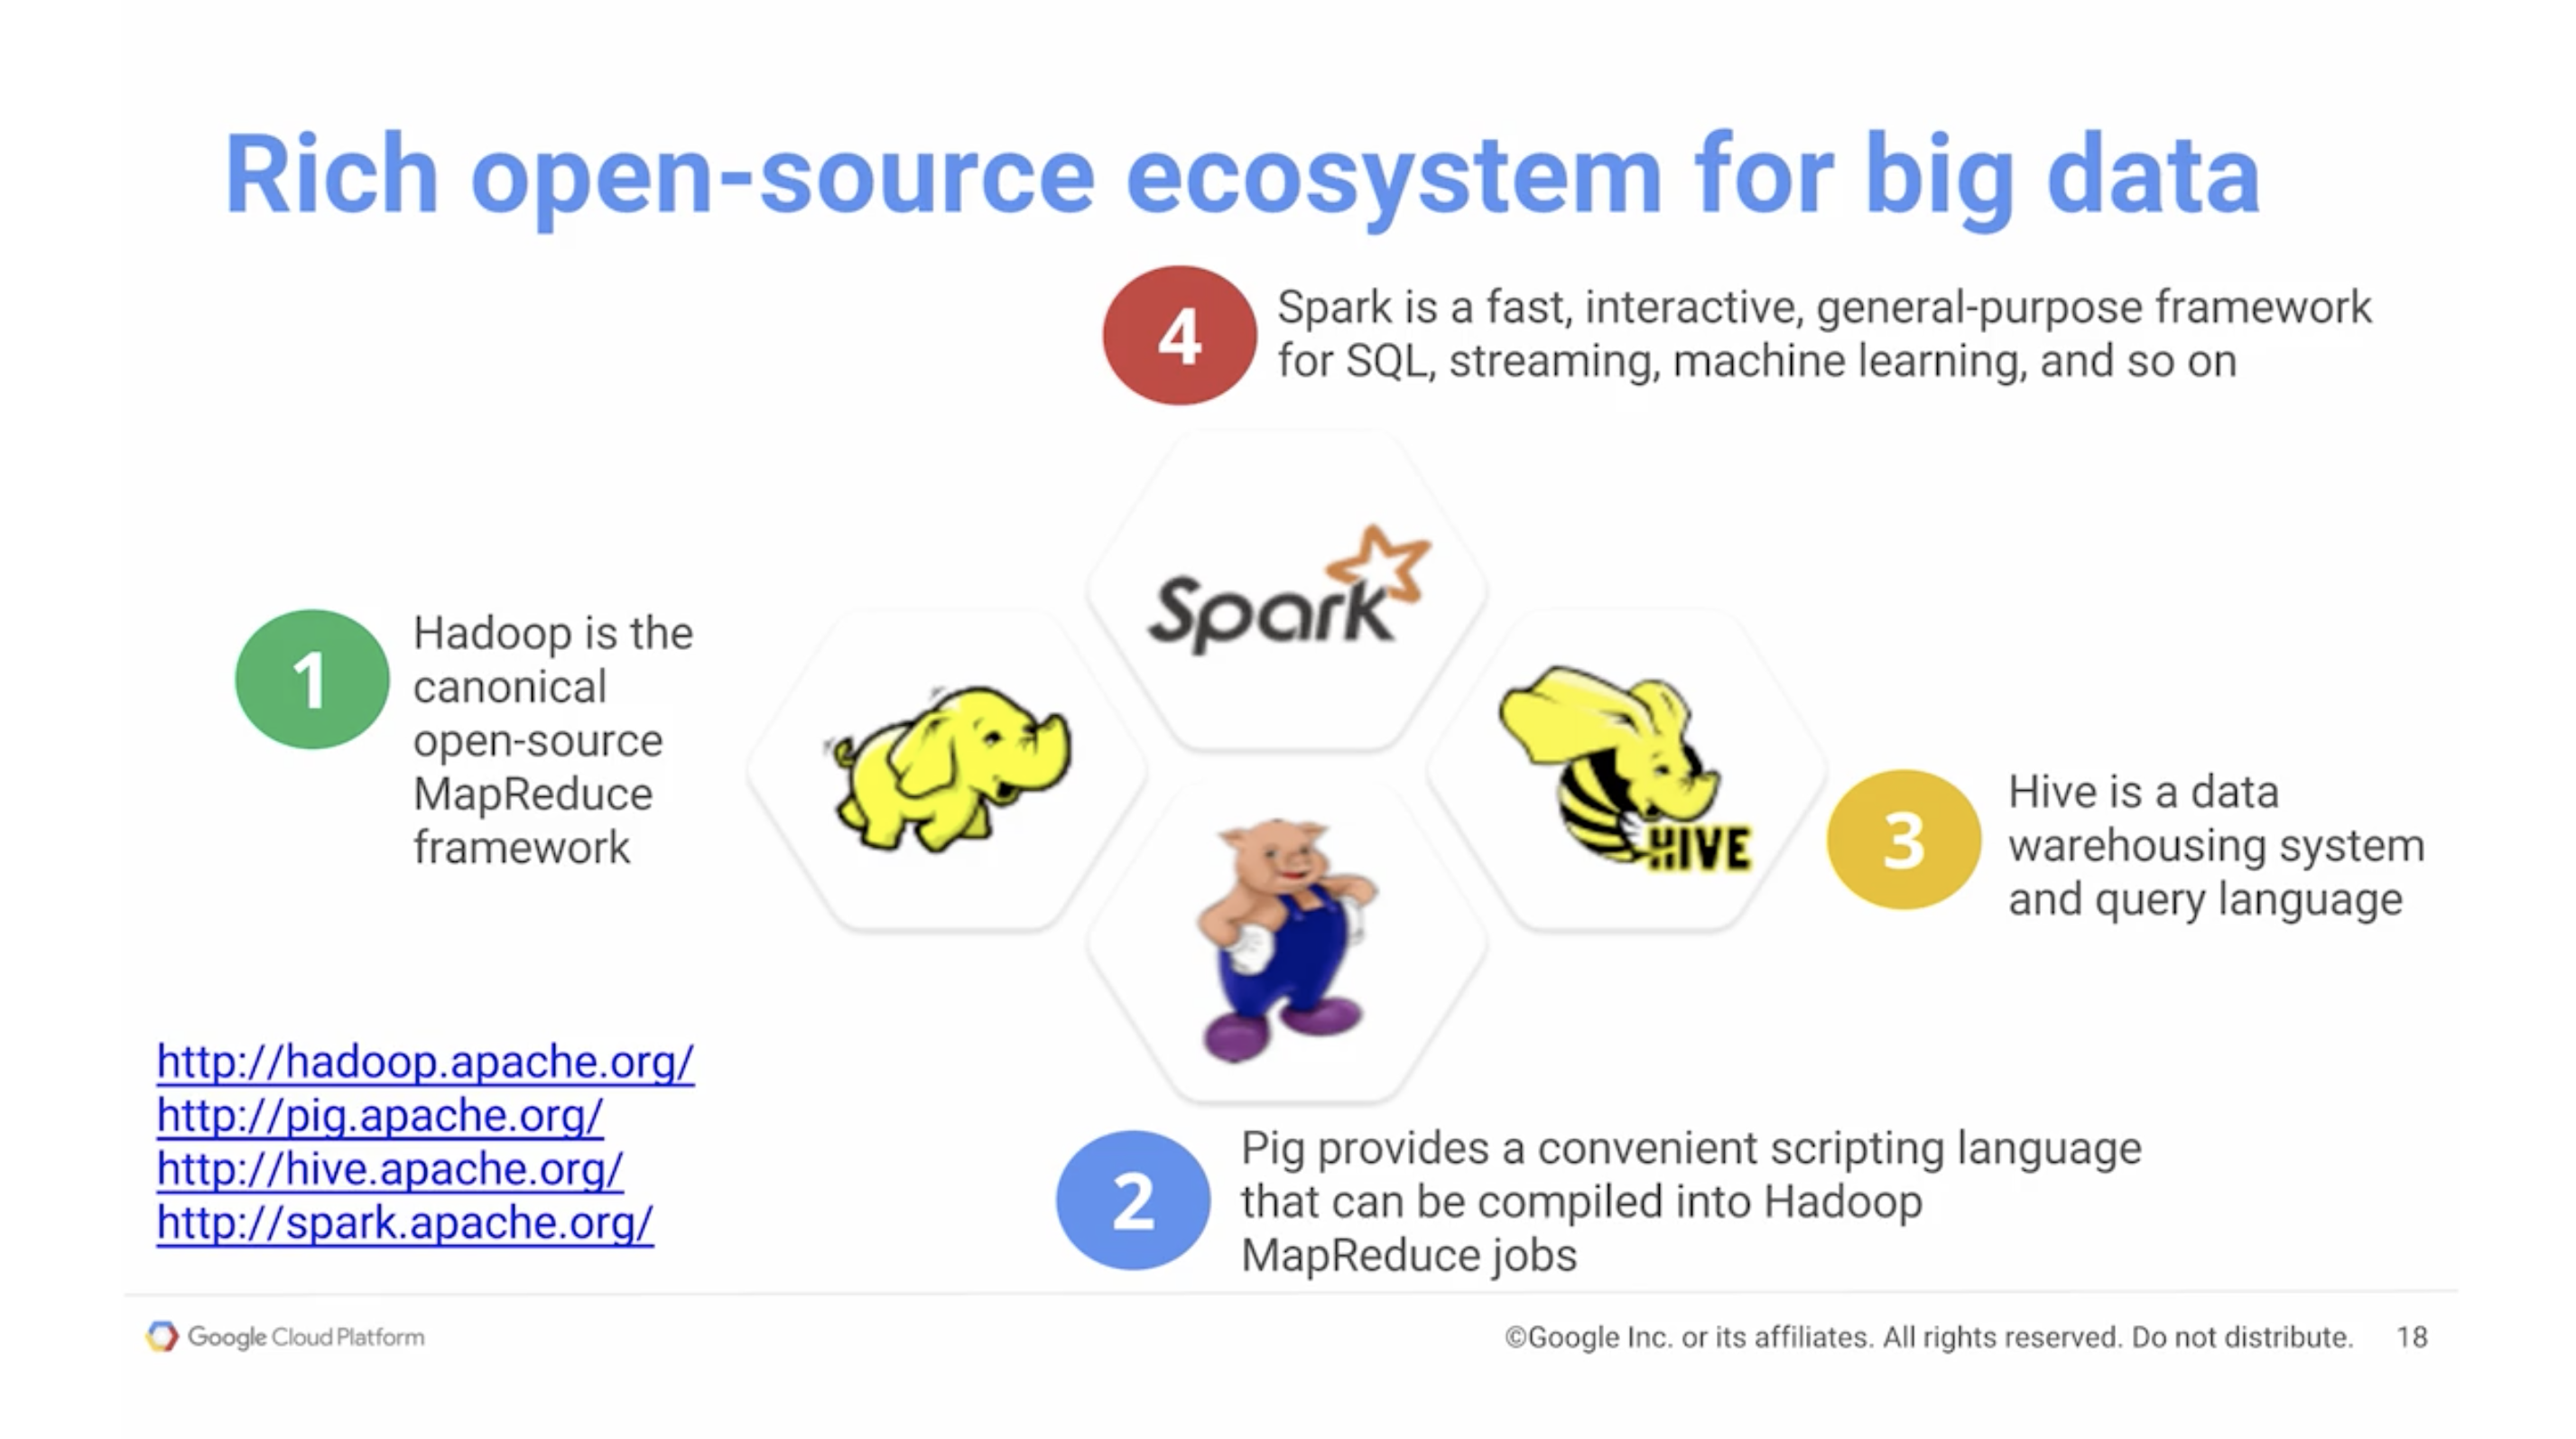 Rich open-source ecosystem for big data
4
Spark is a fast, interactive, general-purpose framework
for SQL, streaming, machine learning, and so on
Spark
1
Hadoop is the
canonical
open-source
MapReduce
framework
HIVE
3
Hive is a data
warehousing system
and query language
http://hadoop.apache.org/
http://pig.apache.org/
http://hive.apache.org/
http://spark.apache.org/
2
Pig provides a convenient scripting language
that can be compiled into Hadoop
MapReduce jobs
Google Cloud Platform
©Google Inc. or its affiliates. All rights reserved. Do not distribute.
18